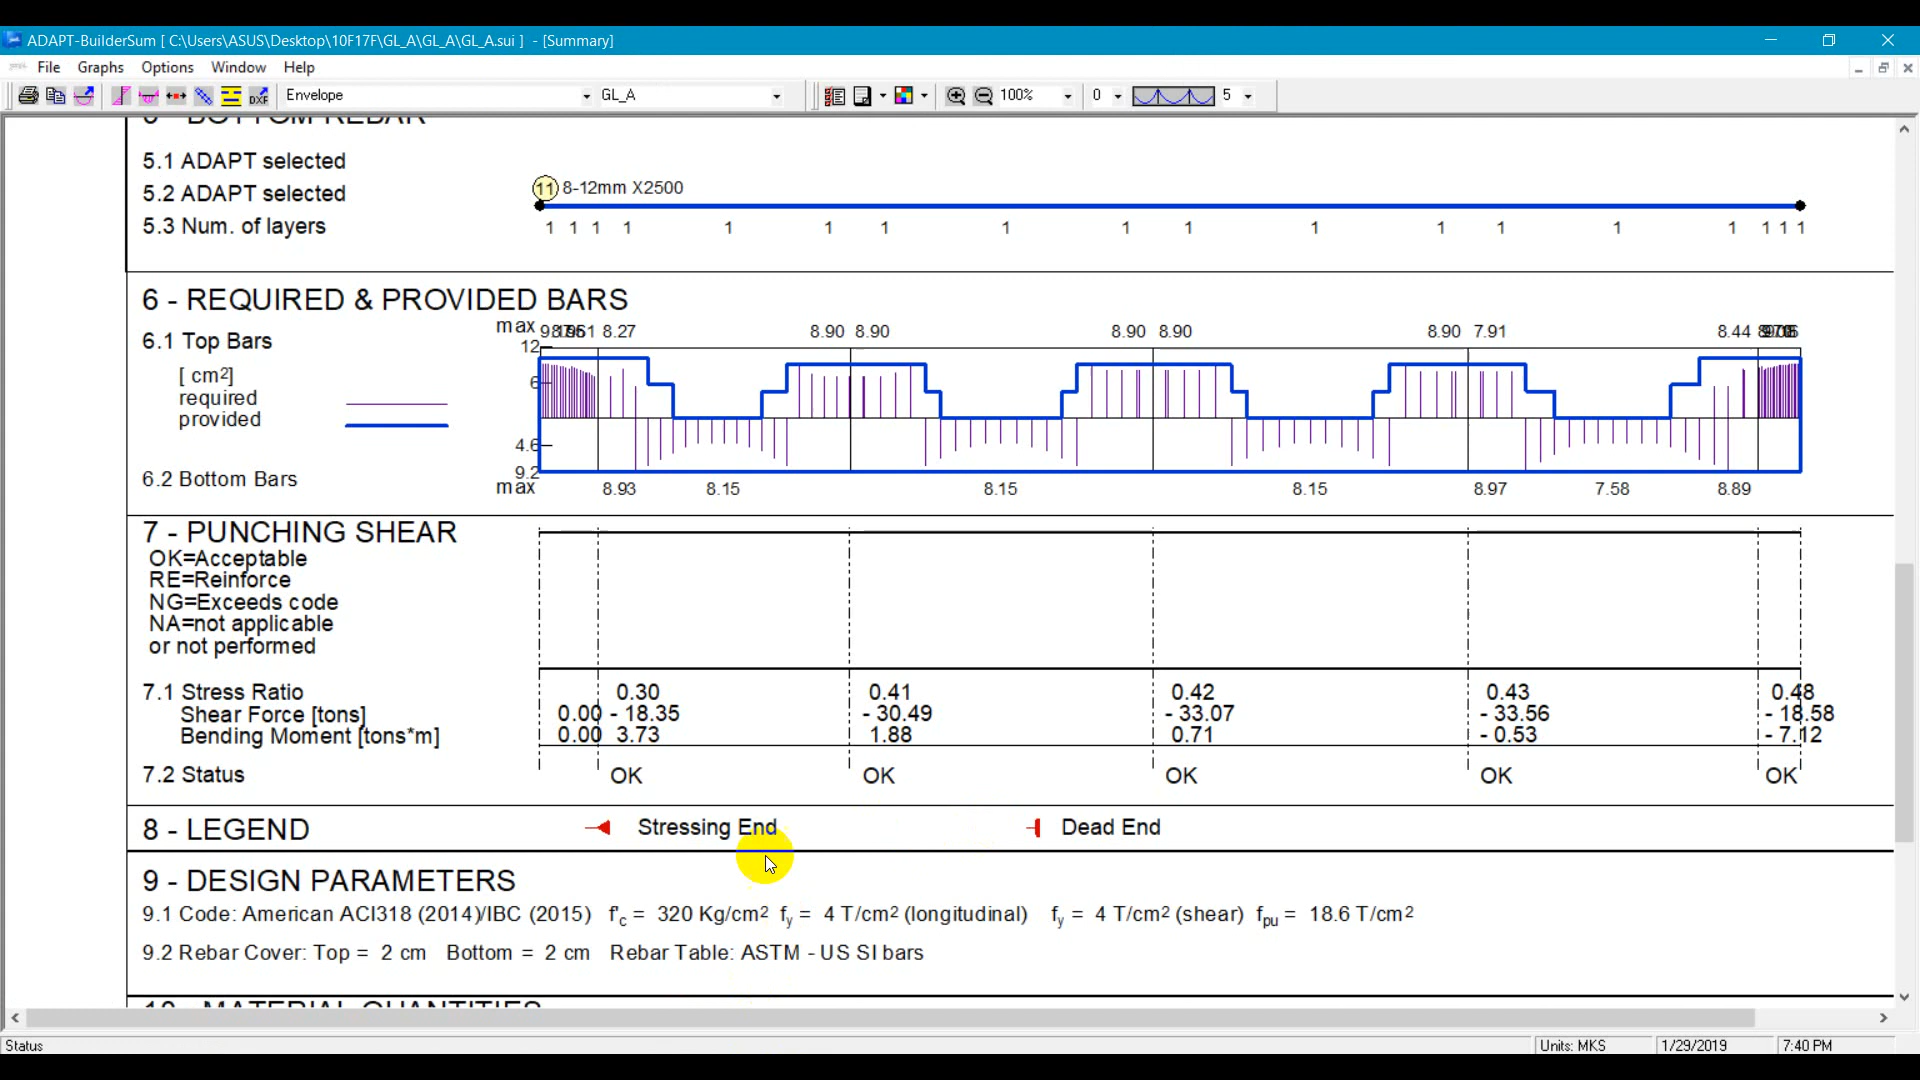 ADAPT-BuilderSum [ C:\Users\ASUS\Desktop\10F17F\GL_A\GL_A\GL_A.sui ] - [Summary]
File Graphs Options Window Help
DXF Envelope GL_A 100% 0 5
5.1 ADAPT selected
5.2 ADAPT selected 11 8-12mm X2500
5.3 Num. of layers 1 1 1 1 1 1 1 1 1 1 1 1 1 1 1 1 1 1
6 - REQUIRED & PROVIDED BARS
max 8.27 8.90 8.90 8.90 8.90 8.90 7.91 8.44
6.1 Top Bars 12
[ cm2] 6
required
provided
4.6
9.2
6.2 Bottom Bars max 8.93 8.15 8.15 8.15 8.97 7.58 8.89
7 - PUNCHING SHEAR
OK=Acceptable
RE=Reinforce
NG=Exceeds code
NA=not applicable
or not performed
7.1 Stress Ratio 0.30 0.41 0.42 0.43 0.48
Shear Force [tons] 0.00 - 18.35 - 30.49 - 33.07 - 33.56 - 18.58
Bending Moment [tons*m] 0.00 3.73 1.88 0.71 - 0.53 - 7.12
7.2 Status OK OK OK OK OK
8 - LEGEND Stressing End Dead End
9 - DESIGN PARAMETERS
9.1 Code: American ACI318 (2014)/IBC (2015) f'c = 320 Kg/cm2 fy = 4 T/cm2 (longitudinal) fy = 4 T/cm2 (shear) fpu = 18.6 T/cm2
9.2 Rebar Cover: Top = 2 cm Bottom = 2 cm Rebar Table: ASTM - US SI bars
Status Units: MKS 1/29/2019 7:40 PM